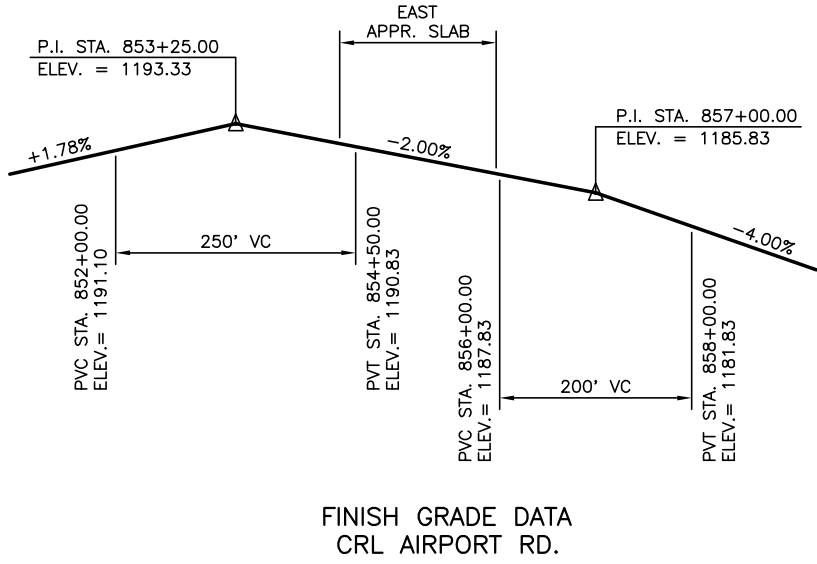 EAST
APPR. SLAB
P.I. STA. 853+25.00
ELEV. = 1193.33
P.I. STA. 857+00.00
ELEV. = 1185.83
+1.78%
-2.00%
-4.00%
250' VC
PVC STA. 852+00.00
ELEV.= 1191.10
PVT STA. 854+50.00
ELEV.= 1190.83
PVC STA. 856+00.00
ELEV.= 1187.83
PVT STA. 858+00.00
ELEV.= 1181.83
200' VC
FINISH GRADE DATA
CRL AIRPORT RD.